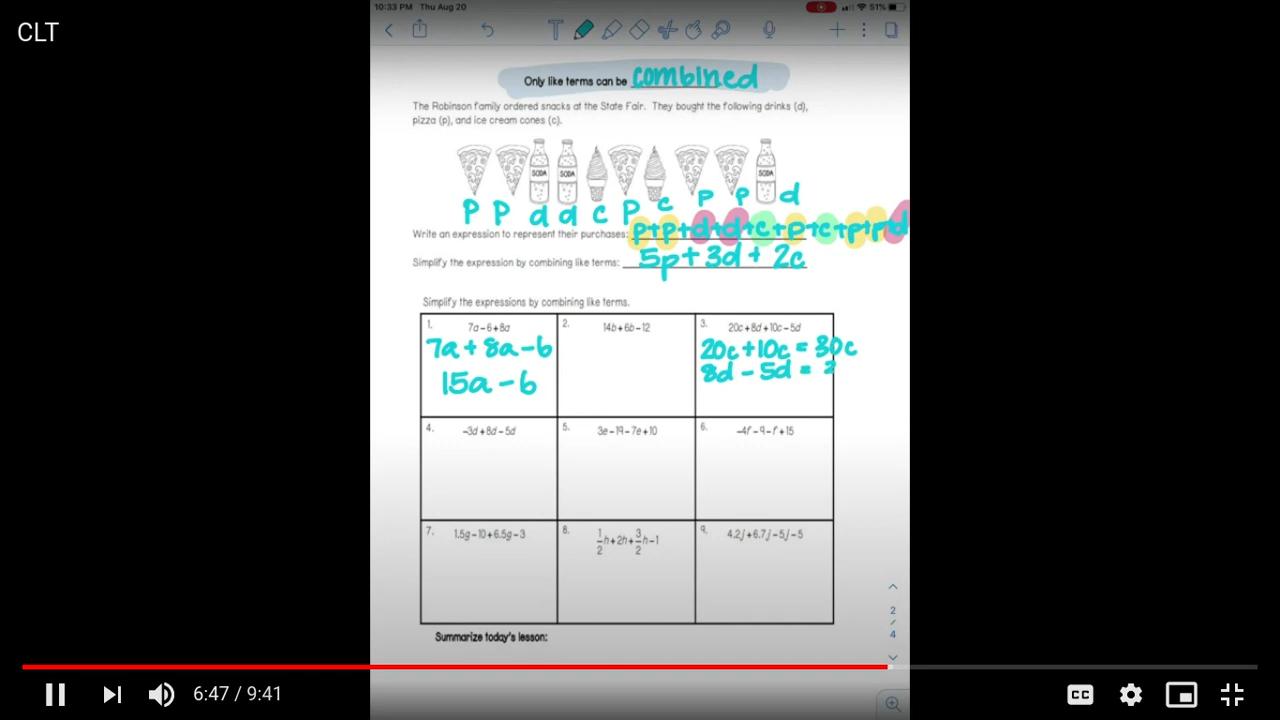 CLT
10:33 PM Thu Aug 20
51%
Only like terms can be combined
The Robinson family ordered snacks at the State Fair. They bought the following drinks (d),
pizza (p), and ice cream cones (c).
SODA SODA SODA
P P d d c P c P P d
Write an expression to represent their purchases: p+p+d+d+c+p+c+p+p+d
Simplify the expression by combining like terms: 5p + 3d + 2c
Simplify the expressions by combining like terms.
1. 7a – 6 + 8a
7a + 8a – 6
15a – 6
2. 14b + 6b – 12
3. 20c + 8d + 10c – 5d
20c + 10c = 30c
8d – 5d =
4. –3d + 8d – 5d
5. 3e – 19 – 7e + 10
6. –4f – 9 – f + 15
7. 1.5g – 10 + 6.5g – 3
8. 1/2 h + 2h + 3/2 h – 1
9. 4.2j + 6.7j – 5j – 5
Summarize today's lesson:
2 / 4
6:47 / 9:41
CC